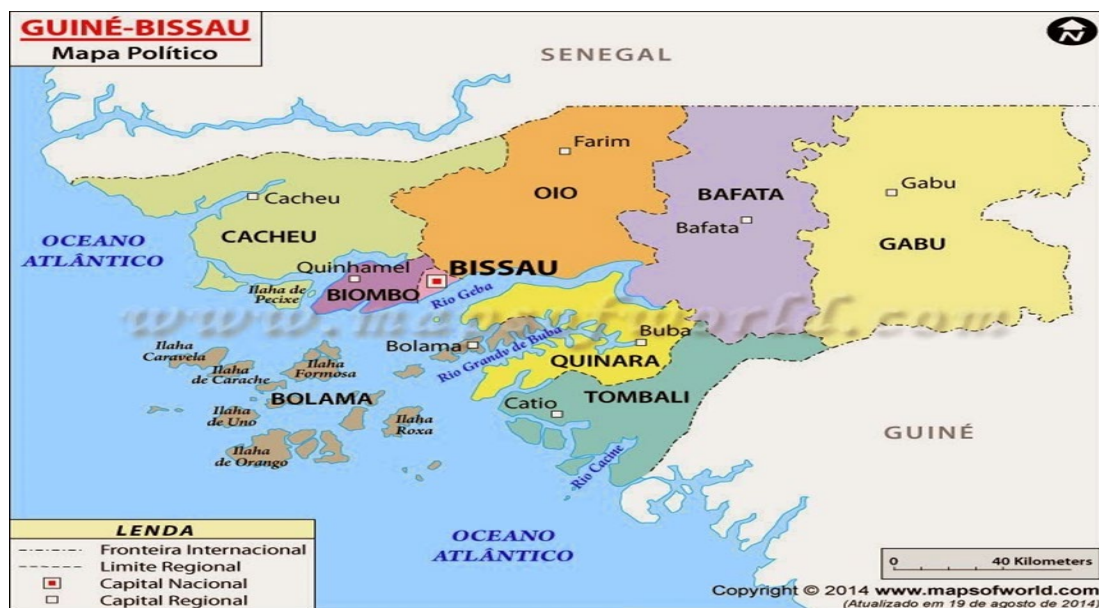 GUINÉ-BISSAU
Mapa Político
N
SENEGAL
Farim
OIO
BAFATA
Bafata
Gabu
GABU
Cacheu
CACHEU
OCEANO
ATLÂNTICO
Quinhamel
BIOMBO
BISSAU
Ilaha de
Pecixe
Rio Geba
www.mapsofworld.com
Buba
Bolama
Rio Grandv de Buba
QUINARA
Ilaha
Caravela
Ilaha
de Carache
Ilaha
Formosa
BOLAMA
TOMBALI
Catio
Ilaha
de Uno
Ilaha
Roxa
GUINÉ
Ilaha
de Orango
Rio Cacine
OCEANO
ATLÂNTICO
LENDA
Fronteira Internacional
Limite Regional
Capital Nacional
Capital Regional
0 40 Kilometers
Copyright © 2014 www.mapsofworld.com
(Atualizado em 19 de agosto de 2014)